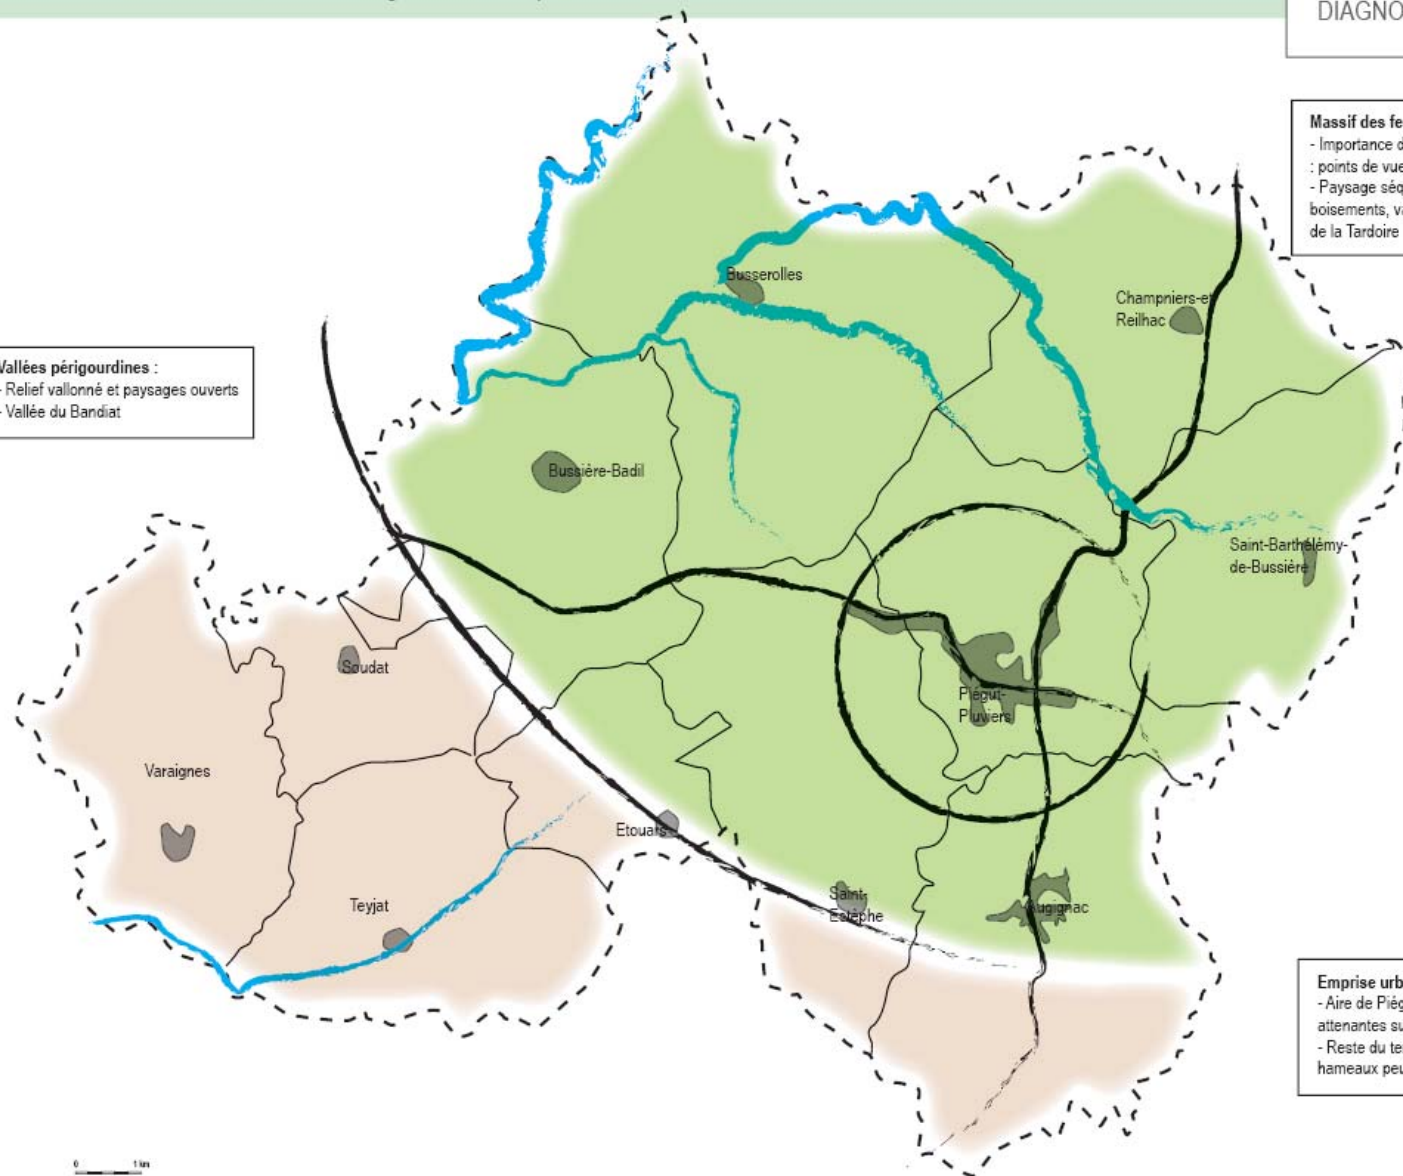 DIAGNO
Massif des fe
- Importance d
: points de vue
- Paysage séq
boisements, va
de la Tardoire
Busserolles
Champniers-et
Reilhac
Vallées périgourdines :
- Relief vallonné et paysages ouverts
- Vallée du Bandiat
Bussière-Badil
Saint-Barthélémy-
de-Bussière
Soudat
Piégut-
Pluviers
Varaignes
Etouars
Teyjat
Saint-
Estèphe
Augignac
Emprise urb
- Aire de Piég
attenantes su
- Reste du te
hameaux peu
0 1 km